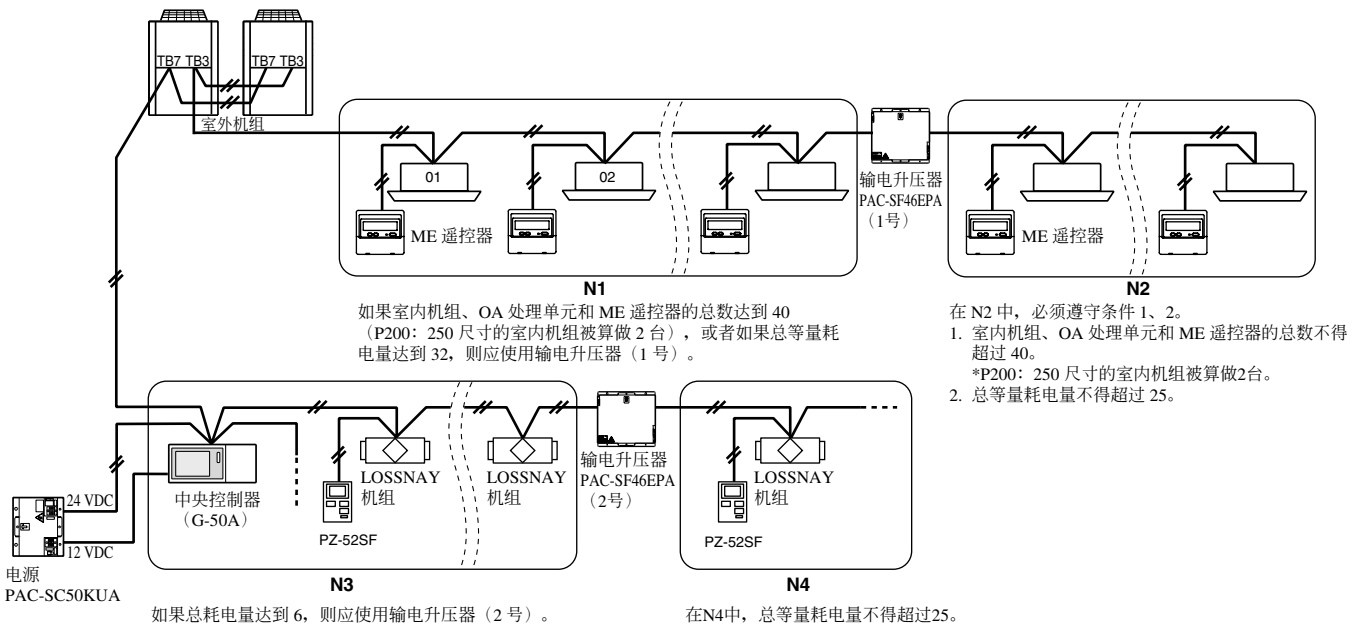 TB7 TB3
TB7 TB3
室外机组
01
02
ME 遥控器
输电升压器
PAC-SF46EPA
（1号）
ME 遥控器
N1
如果室内机组、OA 处理单元和 ME 遥控器的总数达到 40
（P200：250 尺寸的室内机组被算做 2 台），或者如果总等量耗
电量达到 32，则应使用输电升压器（1 号）。
N2
在 N2 中，必须遵守条件 1、2。
1. 室内机组、OA 处理单元和 ME 遥控器的总数不得
超过 40。
*P200：250 尺寸的室内机组被算做2台。
2. 总等量耗电量不得超过 25。
中央控制器
（G-50A）
24 VDC
12 VDC
电源
PAC-SC50KUA
LOSSNAY
机组
PZ-52SF
LOSSNAY
机组
输电升压器
PAC-SF46EPA
（2号）
LOSSNAY
机组
PZ-52SF
N3
如果总耗电量达到 6，则应使用输电升压器（2 号）。
N4
在N4中，总等量耗电量不得超过25。